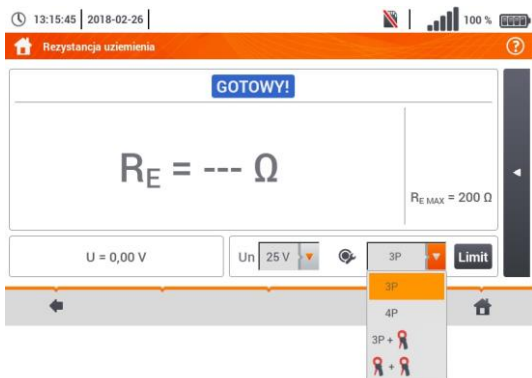 13:15:45 2018-02-26 100 %
Rezystancja uziemienia ?
GOTOWY!
RE = --- Ω
RE MAX = 200 Ω
U = 0,00 V
Un 25 V 3P Limit
3P
4P
3P +
+